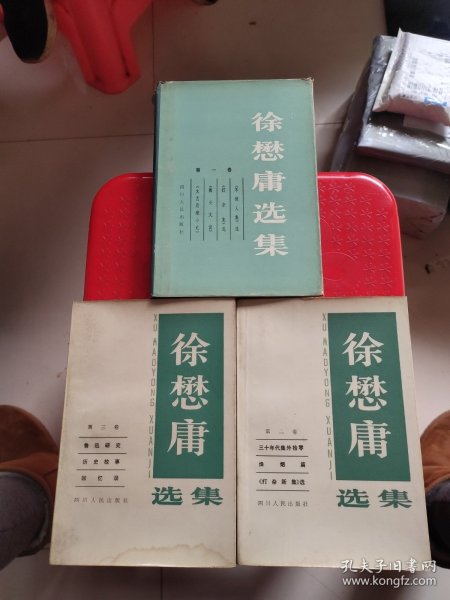 徐懋庸选集
第一卷
四川人民出版社
XU MAOYONG XUANJI
徐懋庸
选集
第三卷
鲁迅研究
历史故事
回忆录
四川人民出版社
XU MAOYONG XUANJI
徐懋庸
选集
第二卷
三十年代集外拾零
烽烟篇
《打杂新集》选
四川人民出版社
孔夫子旧书网
www.kongfz.com